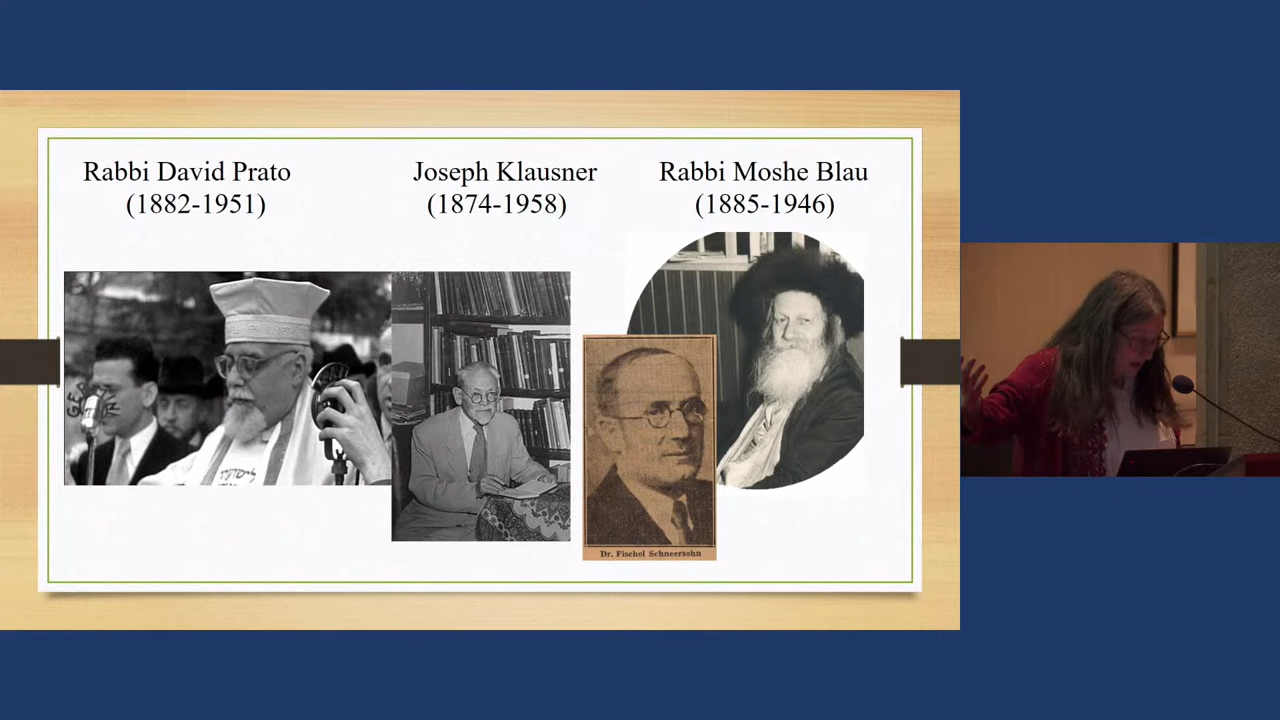 Rabbi David Prato
(1882-1951)
Joseph Klausner
(1874-1958)
Rabbi Moshe Blau
(1885-1946)
Dr. Fischel Schneersohn